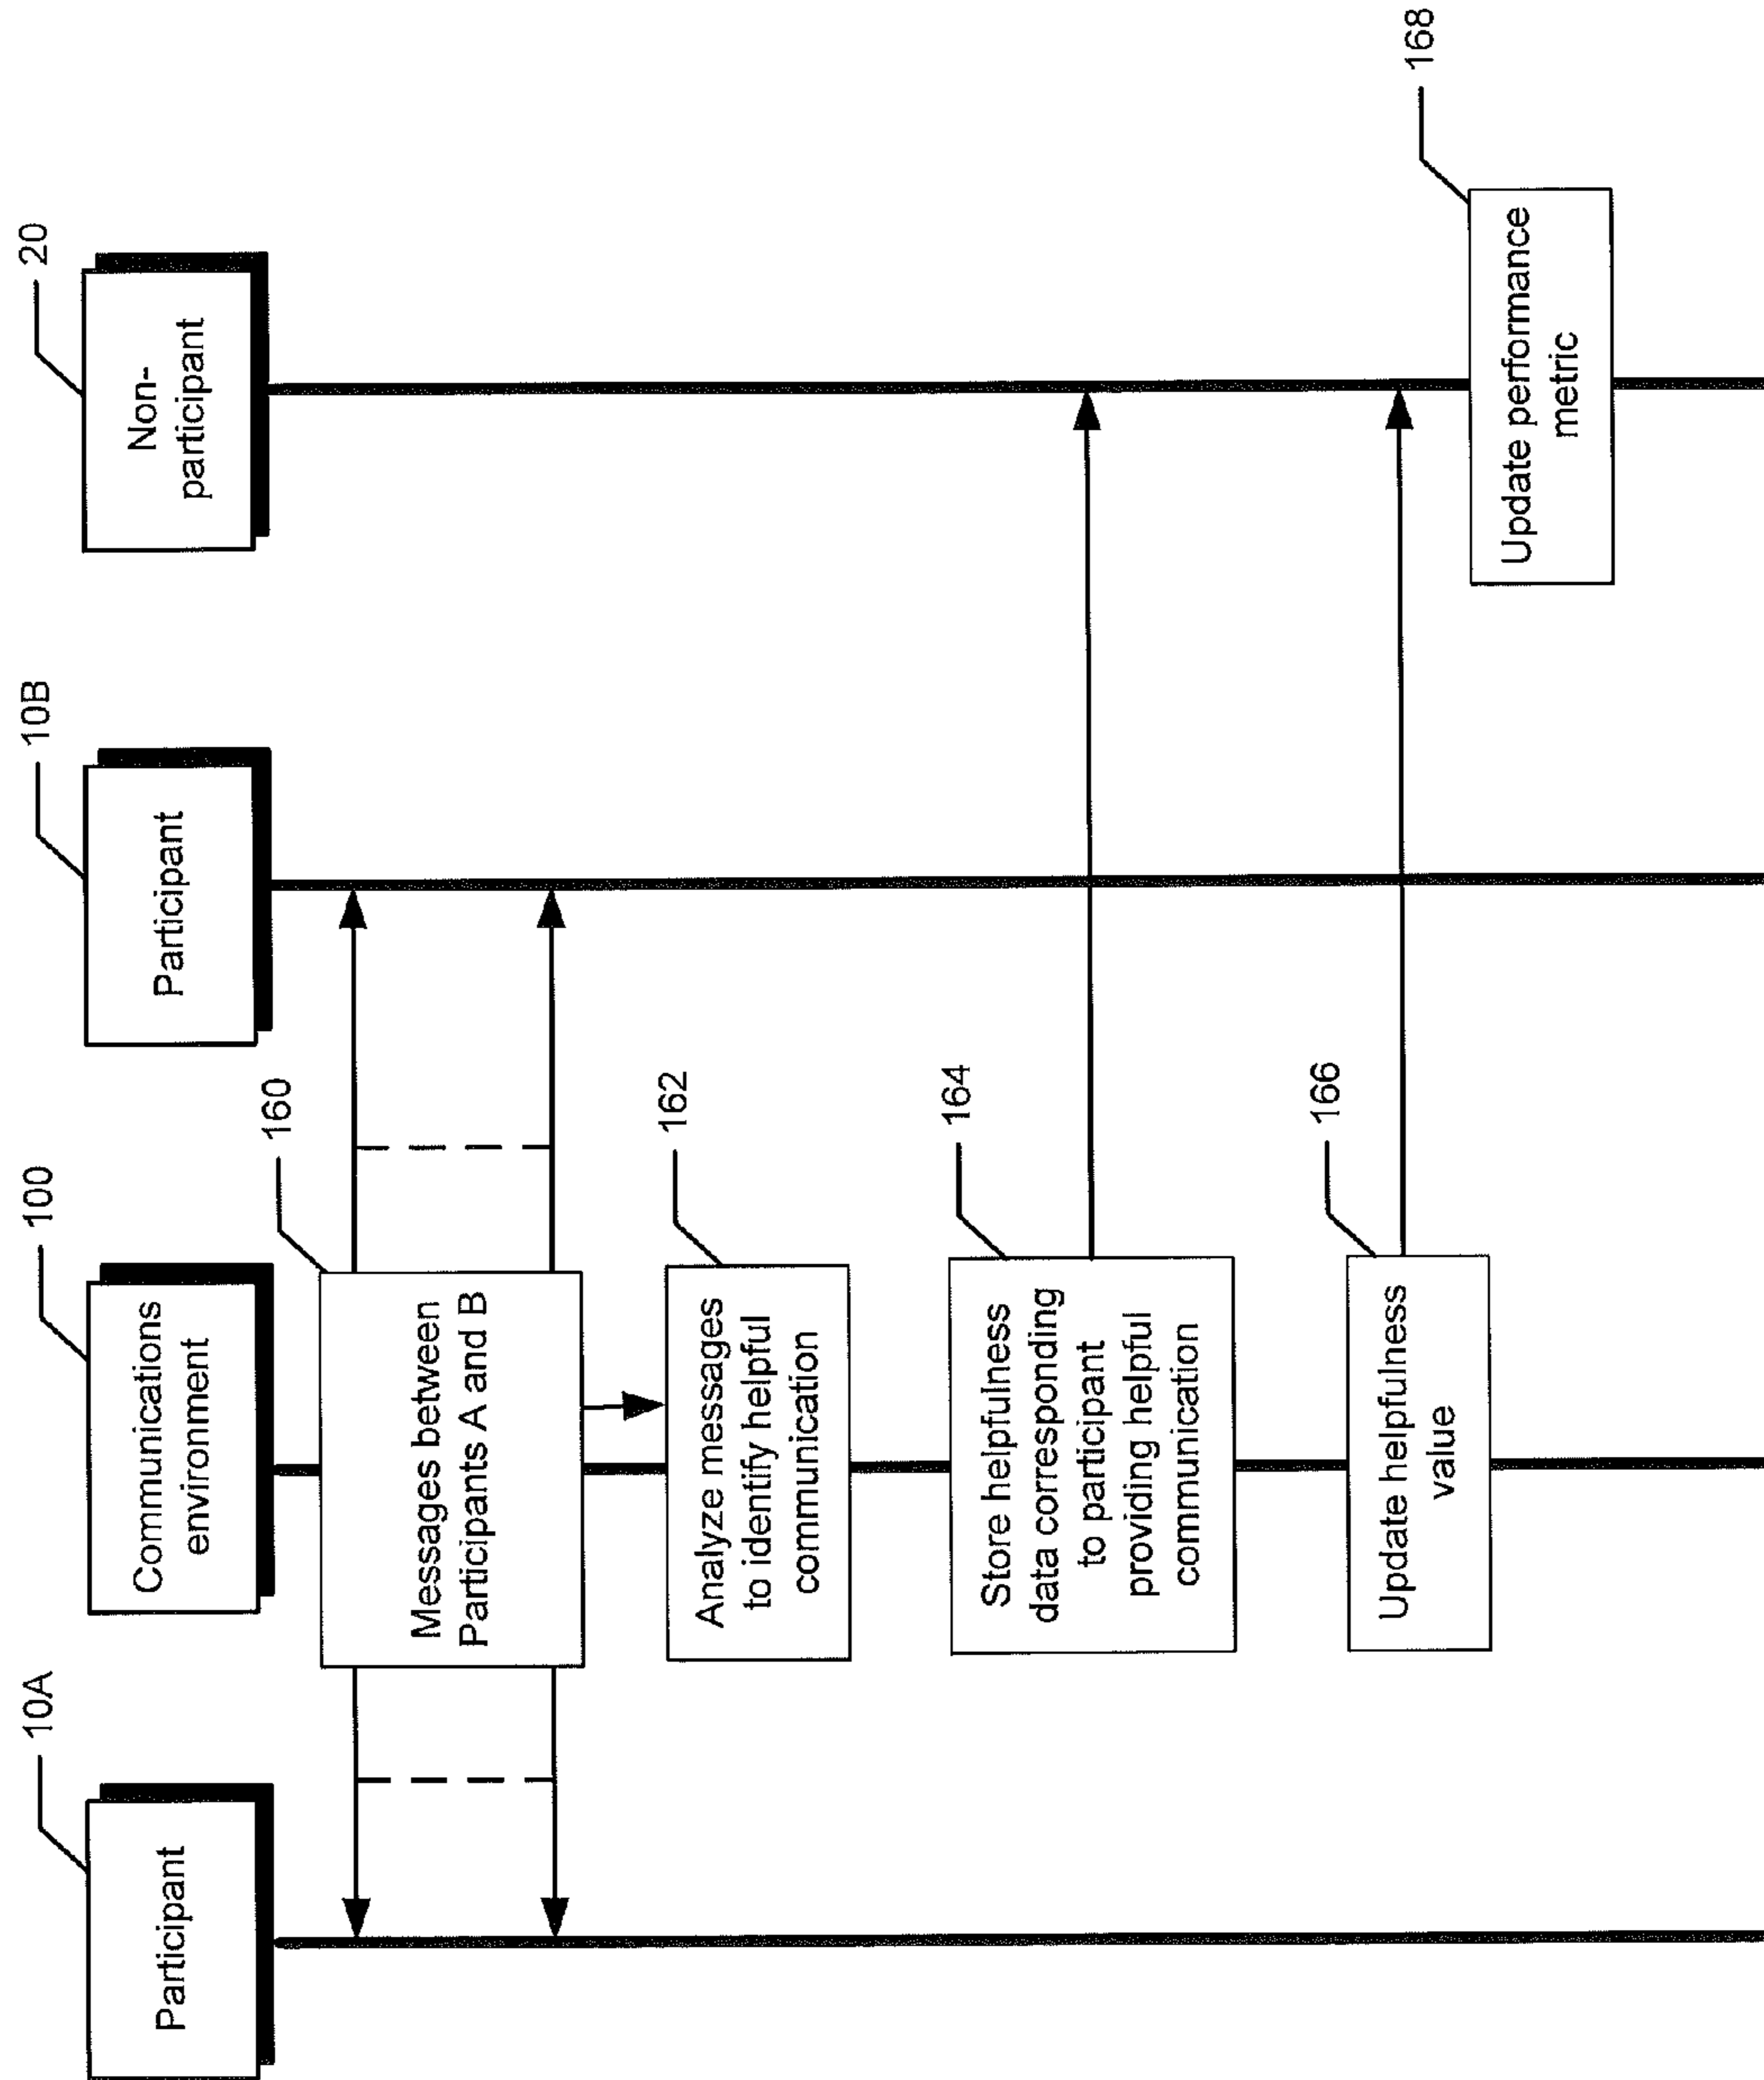 10A
Participant
100
Communications
environment
10B
Participant
20
Non-
participant
160
Messages between
Participants A and B
162
Analyze messages
to identify helpful
communication
164
Store helpfulness
data corresponding
to participant
providing helpful
communication
166
Update helpfulness
value
168
Update performance
metric